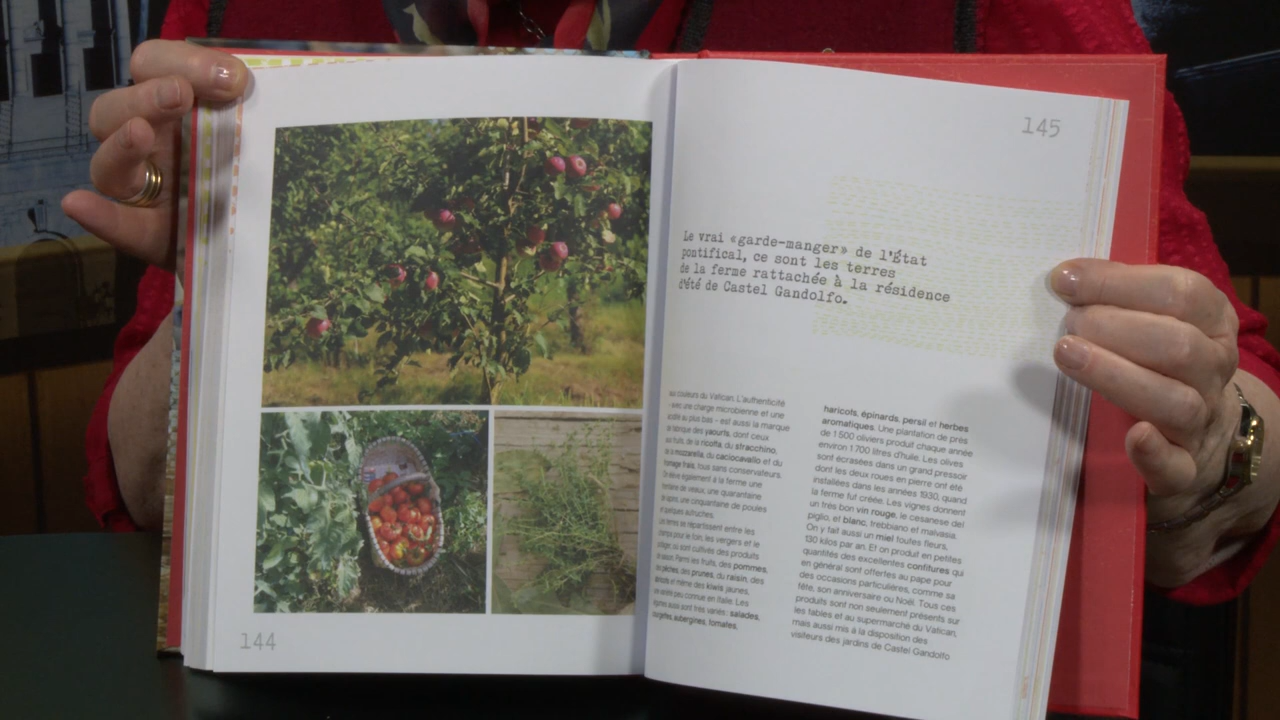 145
Le vrai «garde-manger» de l'État
pontifical, ce sont les terres
de la ferme rattachée à la résidence
d'été de Castel Gandolfo.
aux couleurs du Vatican. L'authenticité
- avec une charge microbienne et une
acidité au plus bas – est aussi la marque
de fabrique des yaourts, dont ceux
aux fruits, de la ricotta, du stracchino,
de la mozzarella, du caciocavallo et du
fromage frais, tous sans conservateurs.
On élève également à la ferme une
trentaine de veaux, une quarantaine
de lapins, une cinquantaine de poules
et quelques autruches.
Les terres se répartissent entre les
champs pour le foin, les vergers et le
potager, où sont cultivés des produits
de saison. Parmi les fruits, des pommes,
des pêches, des prunes, du raisin, des
abricots et même des kiwis jaunes,
une variété peu connue en Italie. Les
légumes aussi sont très variés : salades,
courgettes, aubergines, tomates,
haricots, épinards, persil et herbes
aromatiques. Une plantation de près
de 1 500 oliviers produit chaque année
environ 1 700 litres d'huile. Les olives
sont écrasées dans un grand pressoir
dont les deux roues en pierre ont été
installées dans les années 1930, quand
la ferme fut créée. Les vignes donnent
un très bon vin rouge, le cesanese del
piglio, et blanc, trebbiano et malvasia.
On y fait aussi un miel toutes fleurs,
130 kilos par an. Et on produit en petites
quantités des excellentes confitures qui
en général sont offertes au pape pour
des occasions particulières, comme sa
fête, son anniversaire ou Noël. Tous ces
produits sont non seulement présents sur
les tables et au supermarché du Vatican,
mais aussi mis à la disposition des
visiteurs des jardins de Castel Gandolfo
144